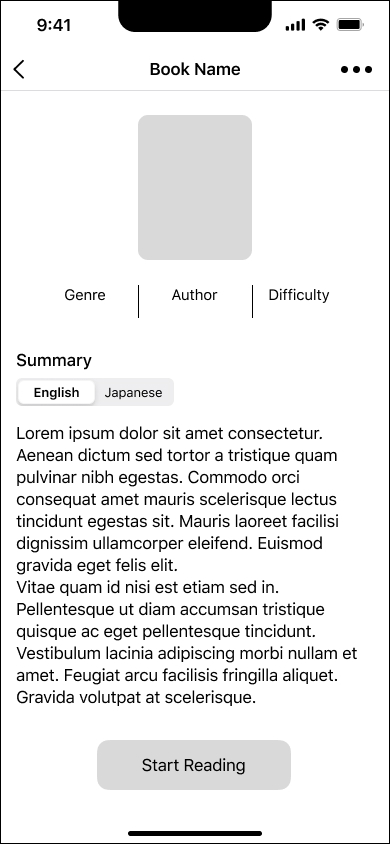 9:41
Book Name
Genre
Author
Difficulty
Summary
English
Japanese
Lorem ipsum dolor sit amet consectetur.
Aenean dictum sed tortor a tristique quam
pulvinar nibh egestas. Commodo orci
consequat amet mauris scelerisque lectus
tincidunt egestas sit. Mauris laoreet facilisi
dignissim ullamcorper eleifend. Euismod
gravida eget felis elit.
Vitae quam id nisi est etiam sed in.
Pellentesque ut diam accumsan tristique
quisque ac eget pellentesque tincidunt.
Vestibulum lacinia adipiscing morbi nullam et
amet. Feugiat arcu facilisis fringilla aliquet.
Gravida volutpat at scelerisque.
Start Reading